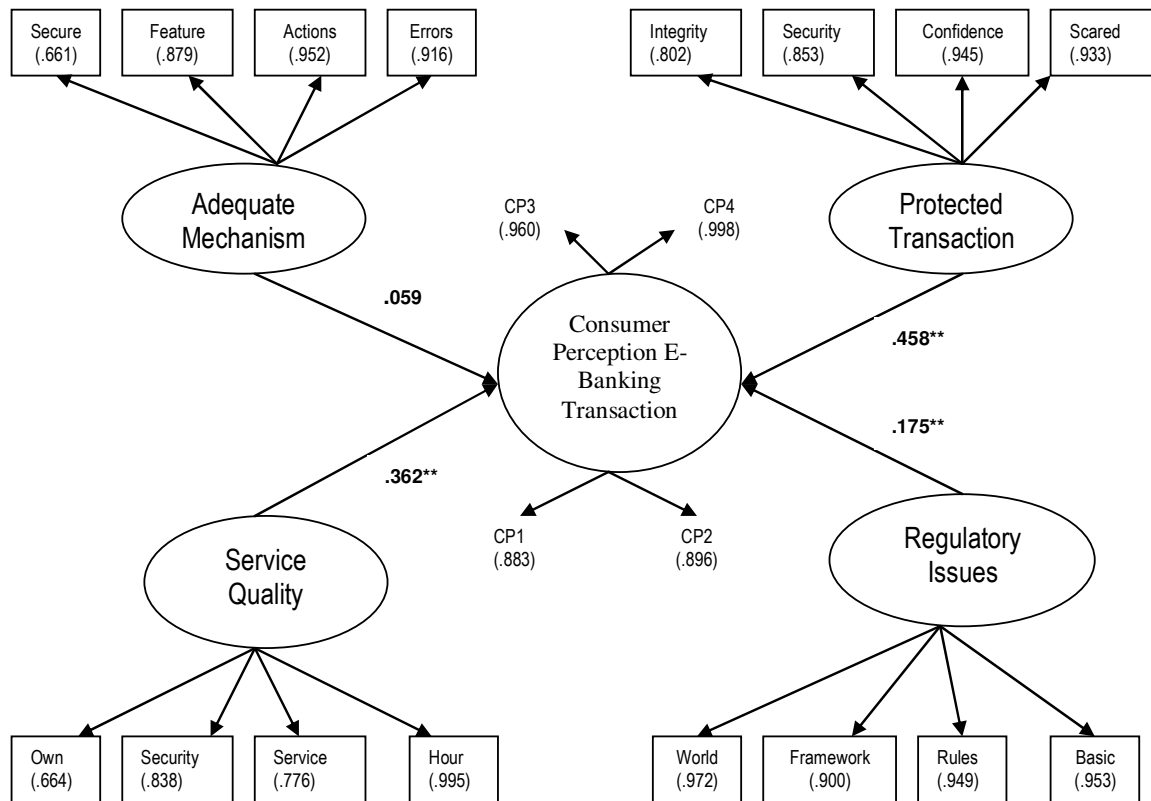 Secure
(.661)
Feature
(.879)
Actions
(.952)
Errors
(.916)
Integrity
(.802)
Security
(.853)
Confidence
(.945)
Scared
(.933)
Adequate
Mechanism
CP3
(.960)
CP4
(.998)
Protected
Transaction
.059
Consumer
Perception E-
Banking
Transaction
.458**
.175**
.362**
Service
Quality
CP1
(.883)
CP2
(.896)
Regulatory
Issues
Own
(.664)
Security
(.838)
Service
(.776)
Hour
(.995)
World
(.972)
Framework
(.900)
Rules
(.949)
Basic
(.953)